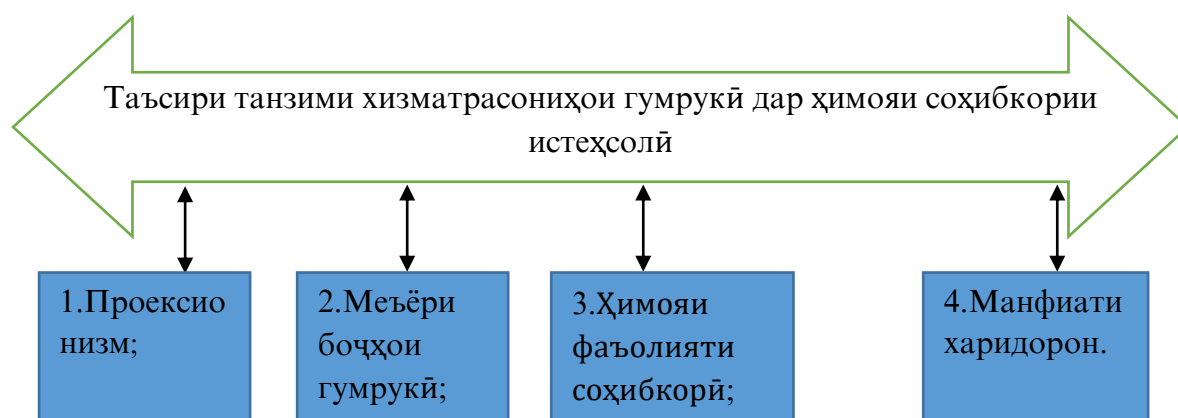 Таъсири танзими хизматрасониҳои гумрукӣ дар ҳимояи соҳибкории
истеҳсолӣ
1.Проексио
низм;
2.Меъёри
боҷҳои
гумрукӣ;
3.Ҳимояи
фаъолияти
соҳибкорӣ;
4.Манфиати
харидорон.